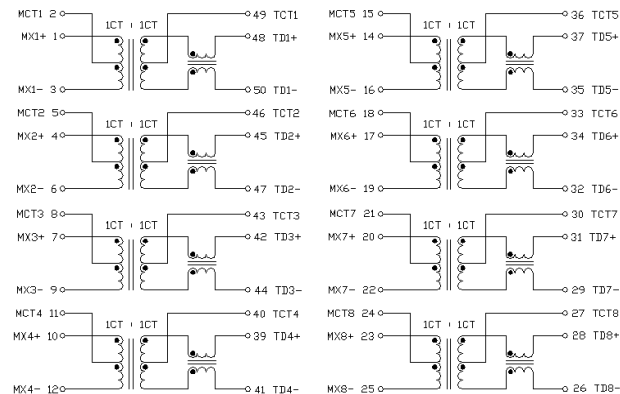 MCT1 2 1CT 1CT 49 TCT1
MX1+ 1 48 TD1+
MX1- 3 50 TD1-
MCT2 5 1CT 1CT 46 TCT2
MX2+ 4 45 TD2+
MX2- 6 47 TD2-
MCT3 8 1CT 1CT 43 TCT3
MX3+ 7 42 TD3+
MX3- 9 44 TD3-
MCT4 11 1CT 1CT 40 TCT4
MX4+ 10 39 TD4+
MX4- 12 41 TD4-
MCT5 15 1CT 1CT 36 TCT5
MX5+ 14 37 TD5+
MX5- 16 35 TD5-
MCT6 18 1CT 1CT 33 TCT6
MX6+ 17 34 TD6+
MX6- 19 32 TD6-
MCT7 21 1CT 1CT 30 TCT7
MX7+ 20 31 TD7+
MX7- 22 29 TD7-
MCT8 24 1CT 1CT 27 TCT8
MX8+ 23 28 TD8+
MX8- 25 26 TD8-